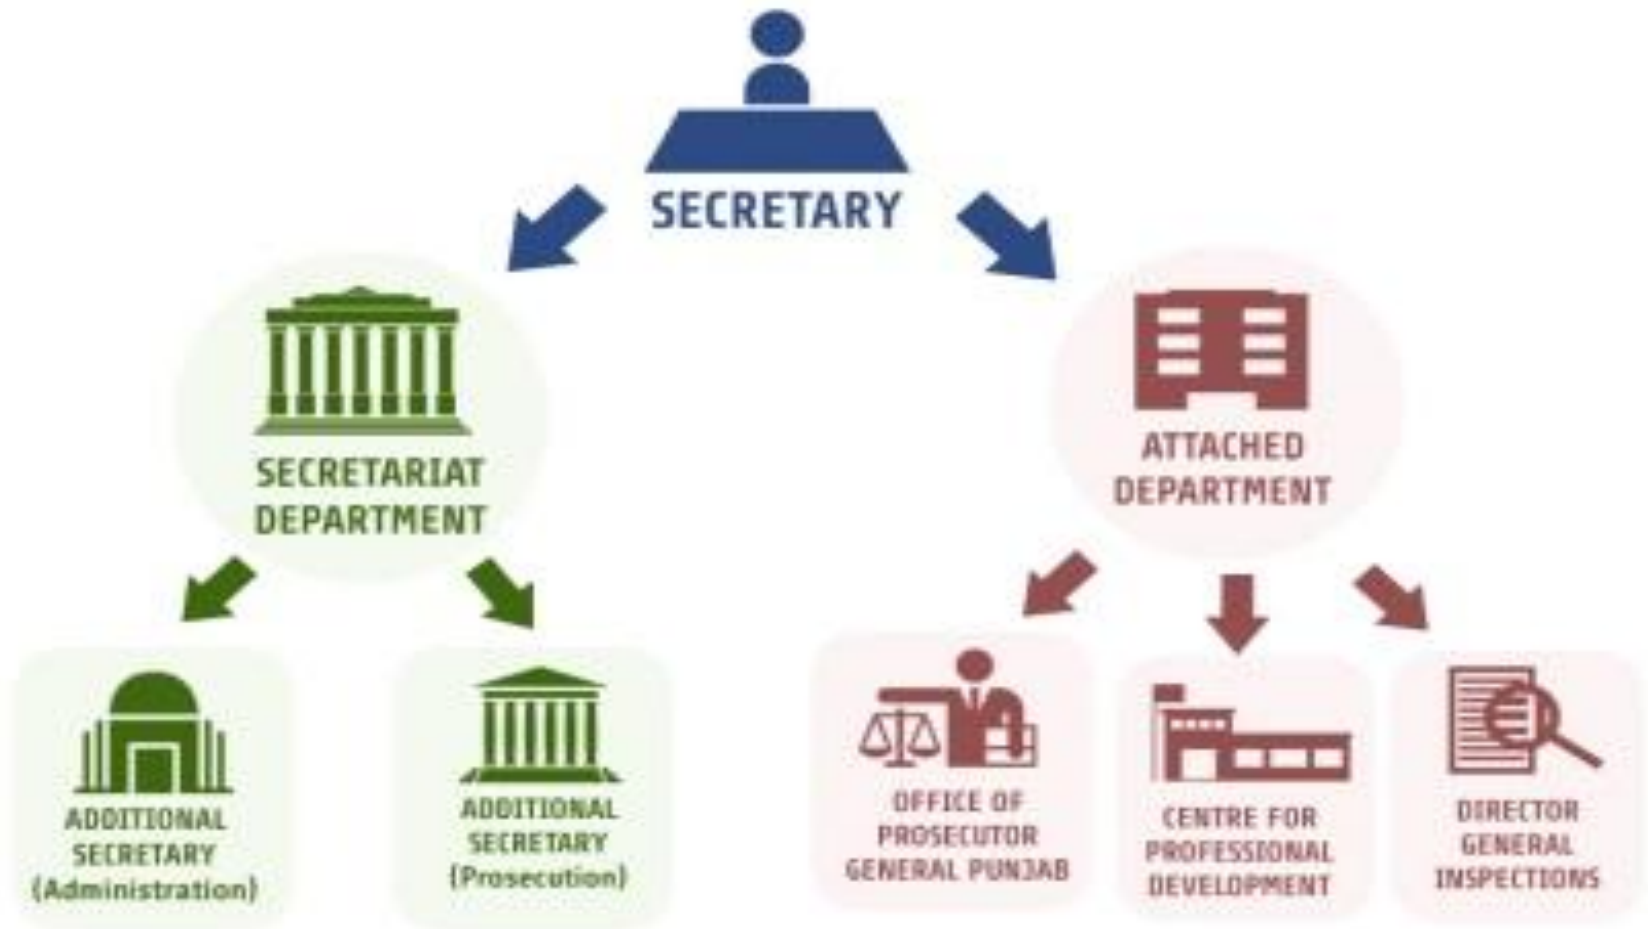 SECRETARY
SECRETARIAT
DEPARTMENT
ATTACHED
DEPARTMENT
ADDITIONAL
SECRETARY
(Administration)
ADDITIONAL
SECRETARY
(Prosecution)
OFFICE OF
PROSECUTOR
GENERAL PUNJAB
CENTRE FOR
PROFESSIONAL
DEVELOPMENT
DIRECTOR
GENERAL
INSPECTIONS